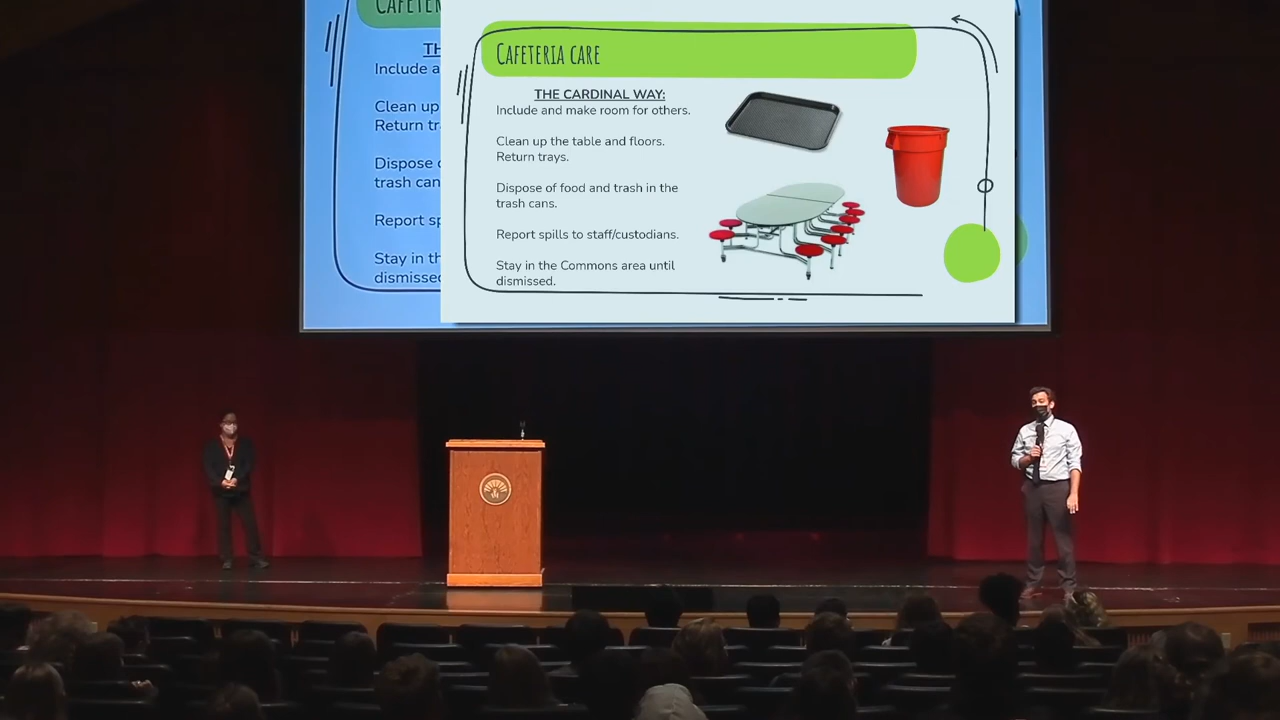 CAFETERIA CARE
THE CARDINAL WAY:
Include and make room for others.
Clean up the table and floors.
Return trays.
Dispose of food and trash in the
trash cans.
Report spills to staff/custodians.
Stay in the Commons area until
dismissed.
CAFETER
TH
Include a
Clean up
Return tr
Dispose o
trash can
Report sp
Stay in th
dismissed